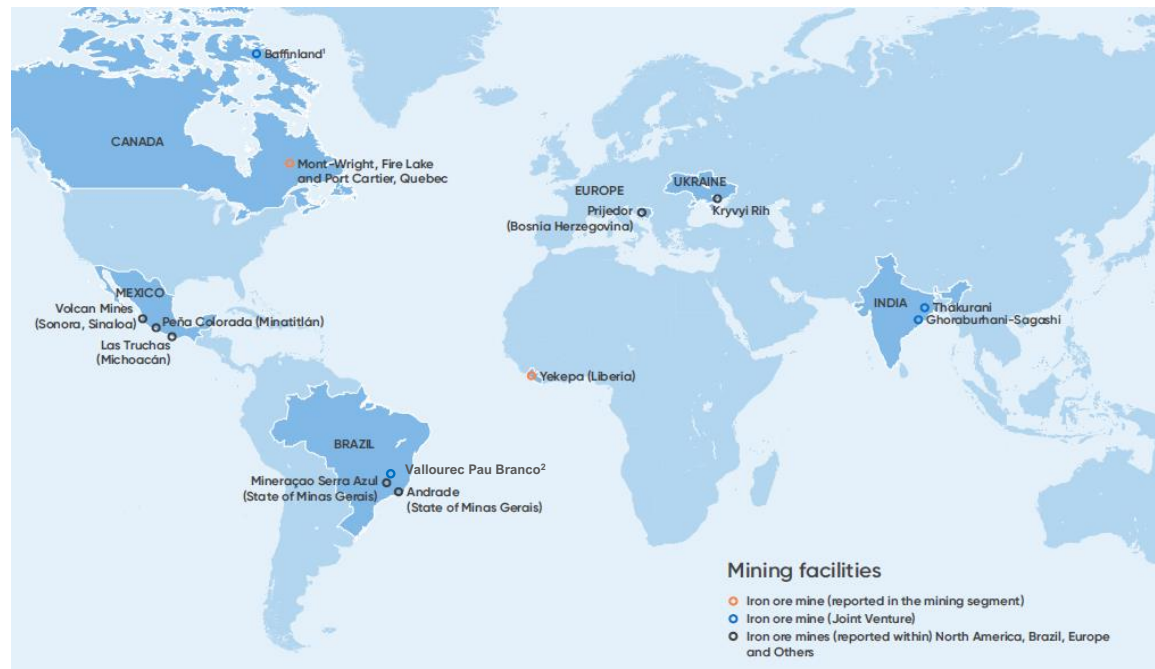 Baffinland¹
CANADA
Mont-Wright, Fire Lake
and Port Cartier, Quebec
EUROPE
UKRAINE
Prijedor
(Bosnia Herzegovina)
Kryvyi Rih
MEXICO
Volcan Mines
(Sonora, Sinaloa)
Peña Colorada (Minatitlán)
Las Truchas
(Michoacán)
INDIA
Thakurani
Ghoraburhani-Sagashi
Yekepa (Liberia)
BRAZIL
Vallourec Pau Branco²
Mineraçao Serra Azul
(State of Minas Gerais)
Andrade
(State of Minas Gerais)
Mining facilities
Iron ore mine (reported in the mining segment)
Iron ore mine (Joint Venture)
Iron ore mines (reported within) North America, Brazil, Europe
and Others